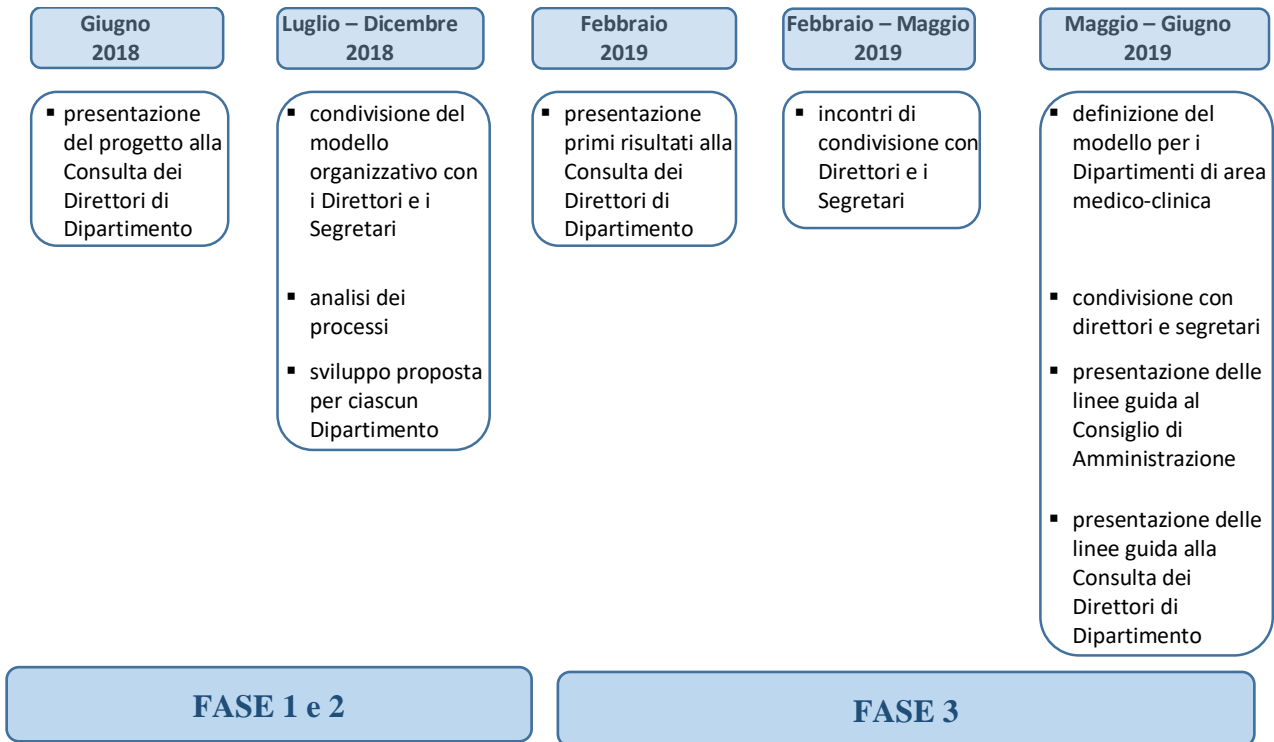 Giugno
2018
Luglio – Dicembre
2018
Febbraio
2019
Febbraio – Maggio
2019
Maggio – Giugno
2019
▪ presentazione
del progetto alla
Consulta dei
Direttori di
Dipartimento
▪ condivisione del
modello
organizzativo con
i Direttori e i
Segretari
▪ analisi dei
processi
▪ sviluppo proposta
per ciascun
Dipartimento
▪ presentazione
primi risultati alla
Consulta dei
Direttori di
Dipartimento
▪ incontri di
condivisione con
Direttori e i
Segretari
▪ definizione del
modello per i
Dipartimenti di area
medico-clinica
▪ condivisione con
direttori e segretari
▪ presentazione delle
linee guida al
Consiglio di
Amministrazione
▪ presentazione delle
linee guida alla
Consulta dei
Direttori di
Dipartimento
FASE 1 e 2
FASE 3